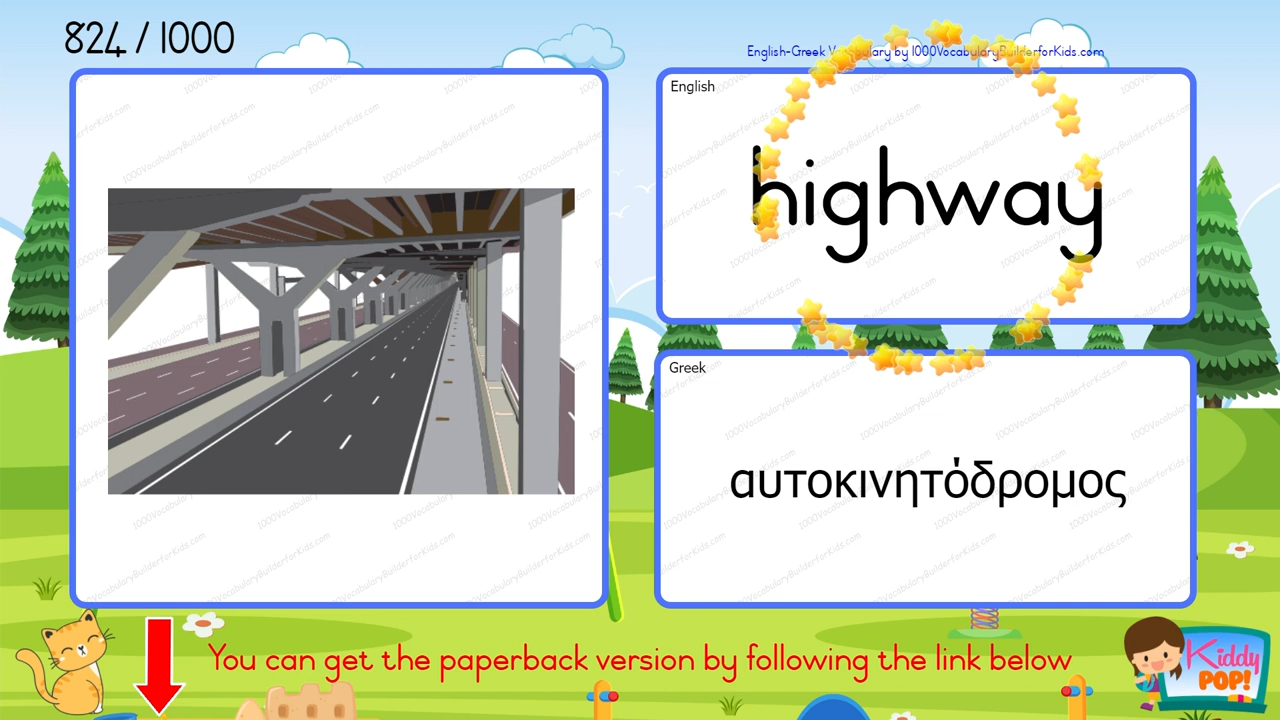 824 / 1000
English-Greek Vocabulary by 1000VocabularyBuilderforKids.com
English
highway
Greek
αυτοκινητόδρομος
You can get the paperback version by following the link below
Kiddy
POP!